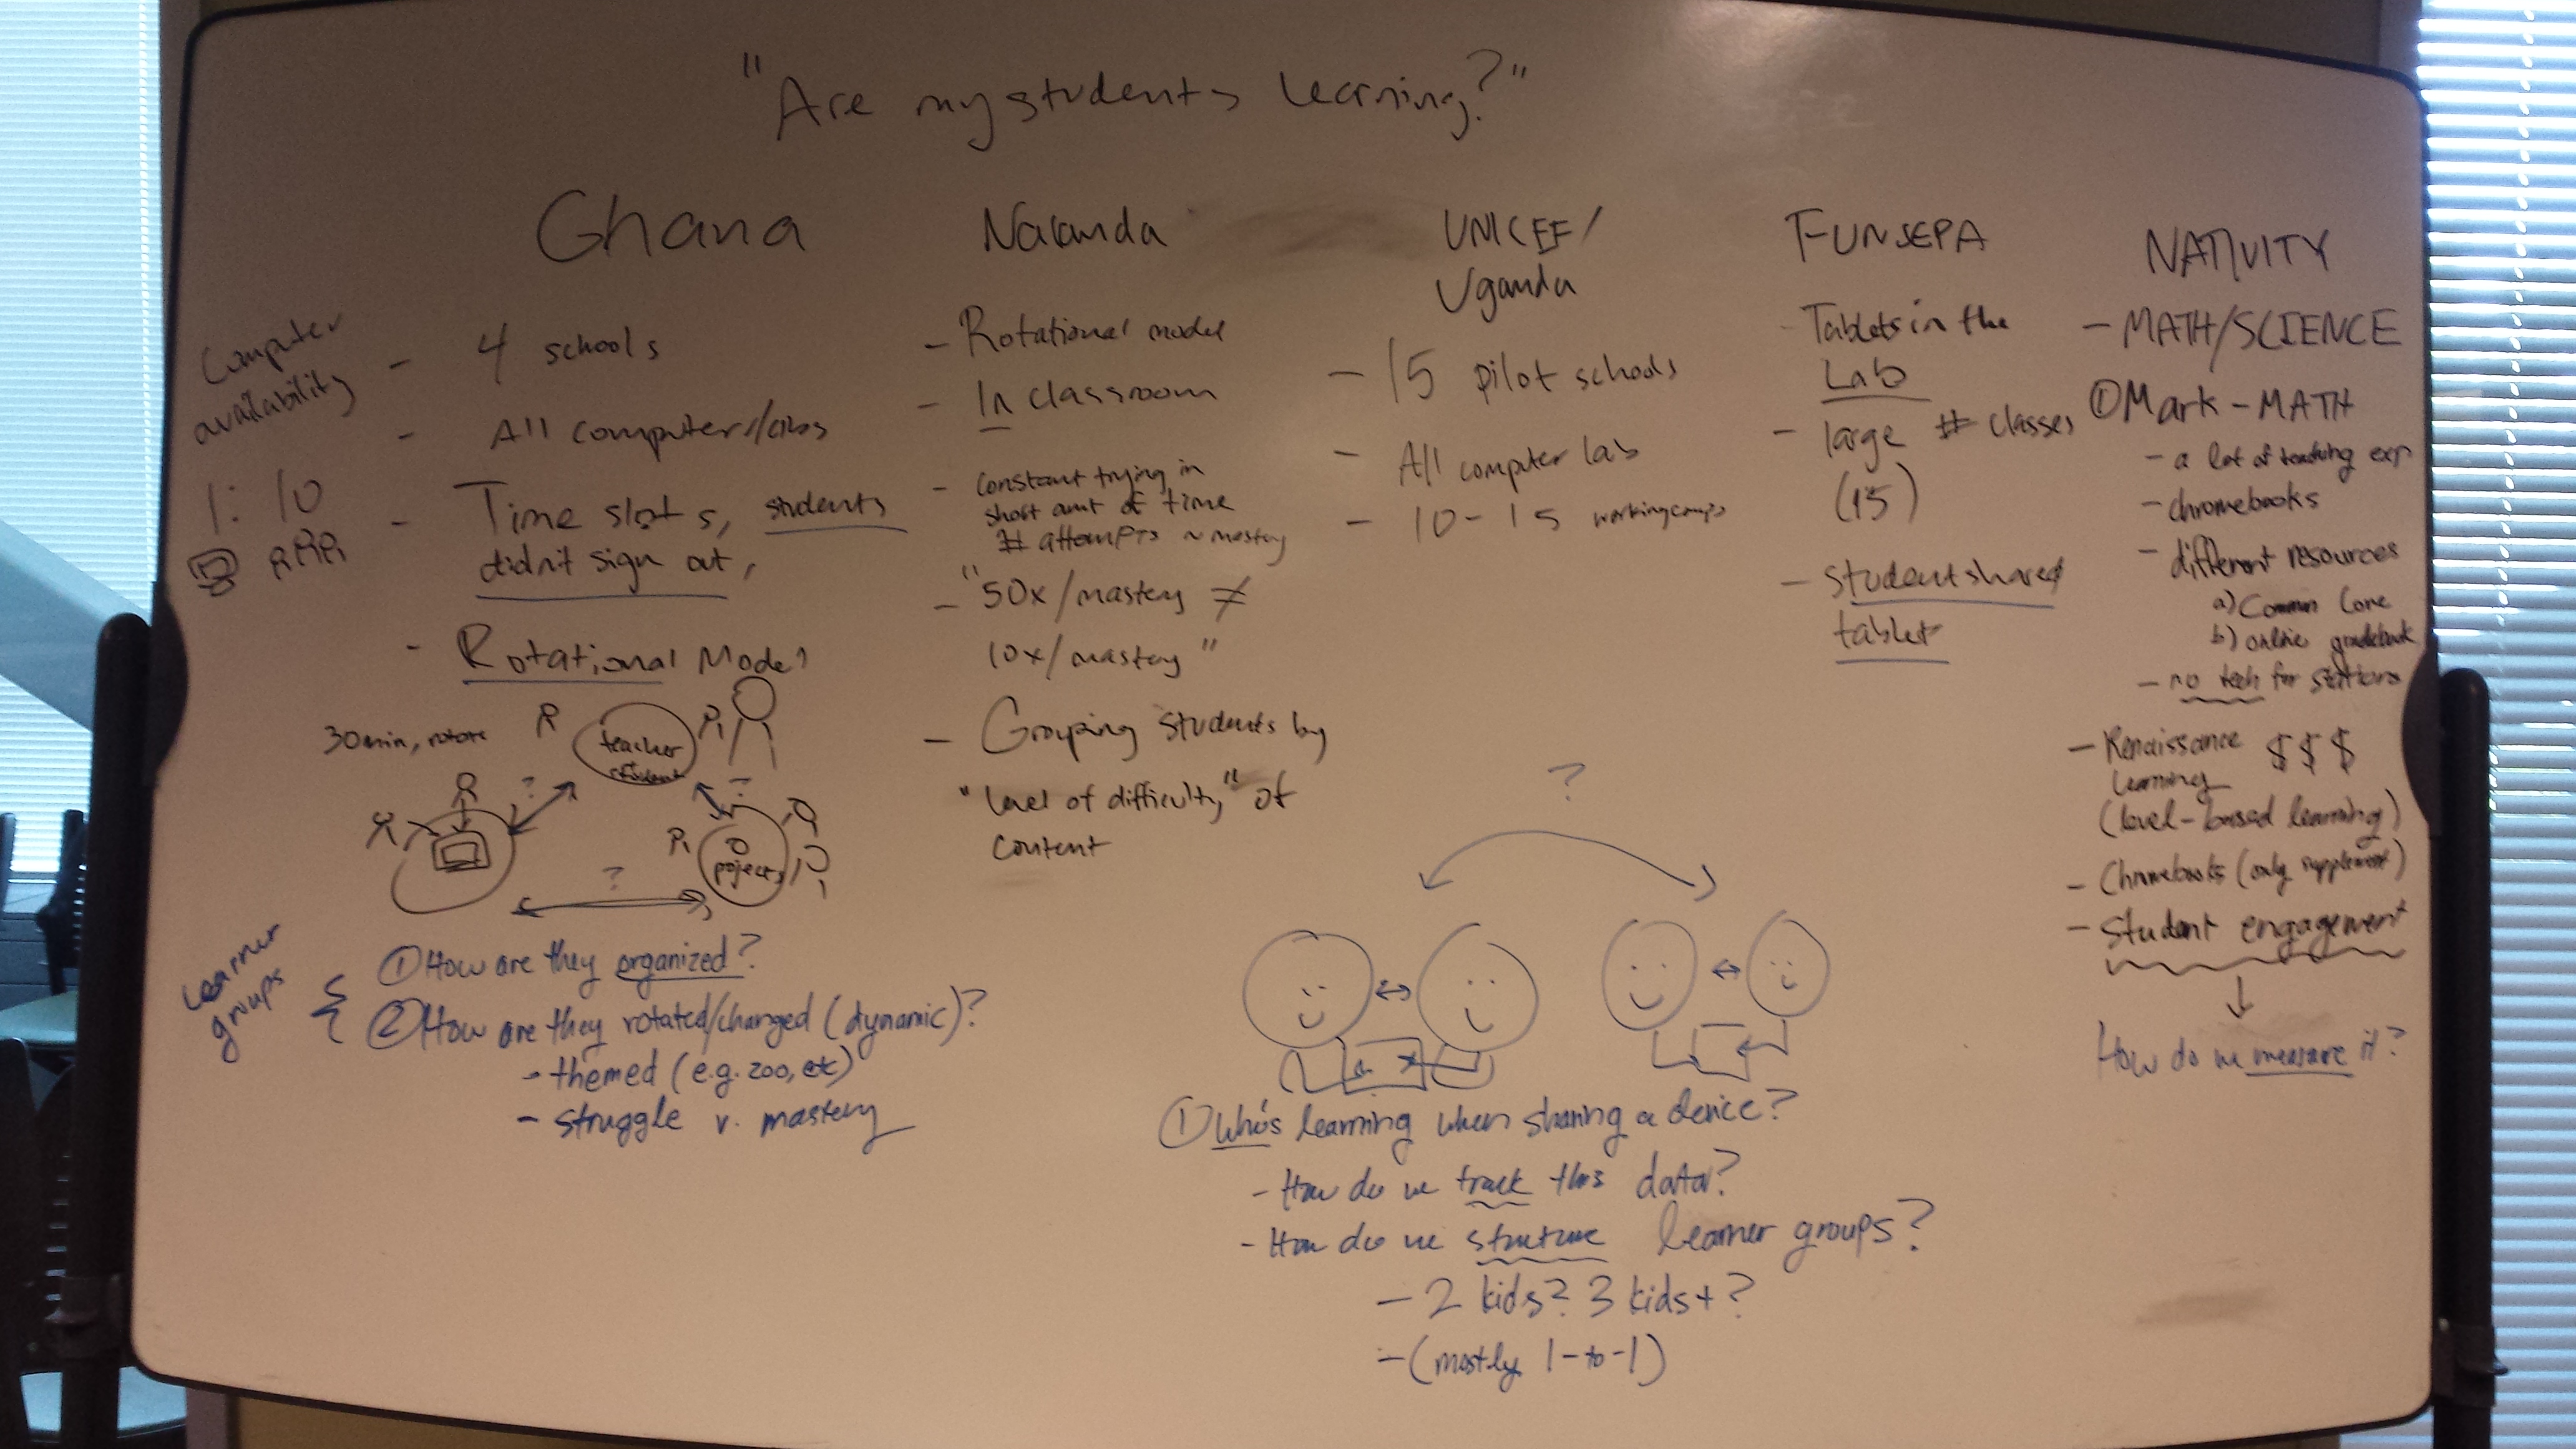 "Are my students learning?"
Computer
availability
1:10
Ghana
- 4 schools
- All computers/labs
- Time slots, students
didn't sign out,
- Rotational Model
30min, rotate
teacher
student
?
?
projects
?
Learner
groups
① How are they organized?
② How are they rotated/changed (dynamic)?
- themed (e.g. zoo, etc)
- struggle v. mastery
Nalanda
- Rotational model
- In classroom
- constant trying in
short amt of time
# attempts ~ mastery
- "50x/mastery ≠
10x/mastery"
- Grouping students by
"level of difficulty" of
content
UNICEF/
Uganda
- 15 pilot schools
- All computer labs
- 10-15 working comps
FUNSEPA
- Tablets in the
Lab
- large # classes
(15)
- student shared
tablet
?
① Who's learning when sharing a device?
- How do we track this data?
- How do we structure learner groups?
- 2 kids? 3 kids+?
- (mostly 1-to-1)
NATIVITY
- MATH/SCIENCE
① Mark - MATH
- a lot of teaching exp
- chromebooks
- different resources
a) Common Core
b) online gradebook
- no tech for stations
- Renaissance $$$
learning
(level-based learning)
- Chromebooks (only supplement)
- Student engagement
How do we measure it?